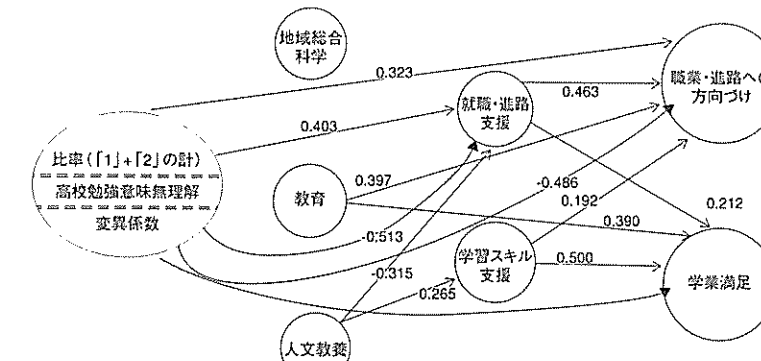 地域総合
科学
0.323
職業・進路への
方向づけ
0.463
就職・進路
支援
0.403
比率(「1」+「2」の計)
高校勉強意味無理解
変異係数
教育
0.397
-0.486
0.192
0.212
0.390
-0.513
学習スキル
支援
0.500
-0.315
0.265
学業満足
人文教養